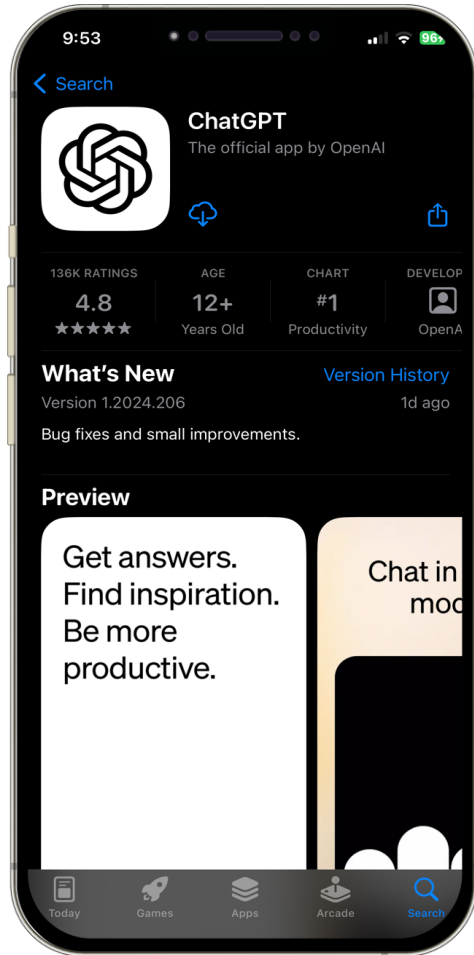 9:53
96
Search
ChatGPT
The official app by OpenAI
136K RATINGS
4.8
★★★★★
AGE
12+
Years Old
CHART
#1
Productivity
DEVELOP
OpenA
What's New
Version History
Version 1.2024.206
1d ago
Bug fixes and small improvements.
Preview
Get answers.
Find inspiration.
Be more
productive.
Chat in
Today
Games
Apps
Arcade
Search